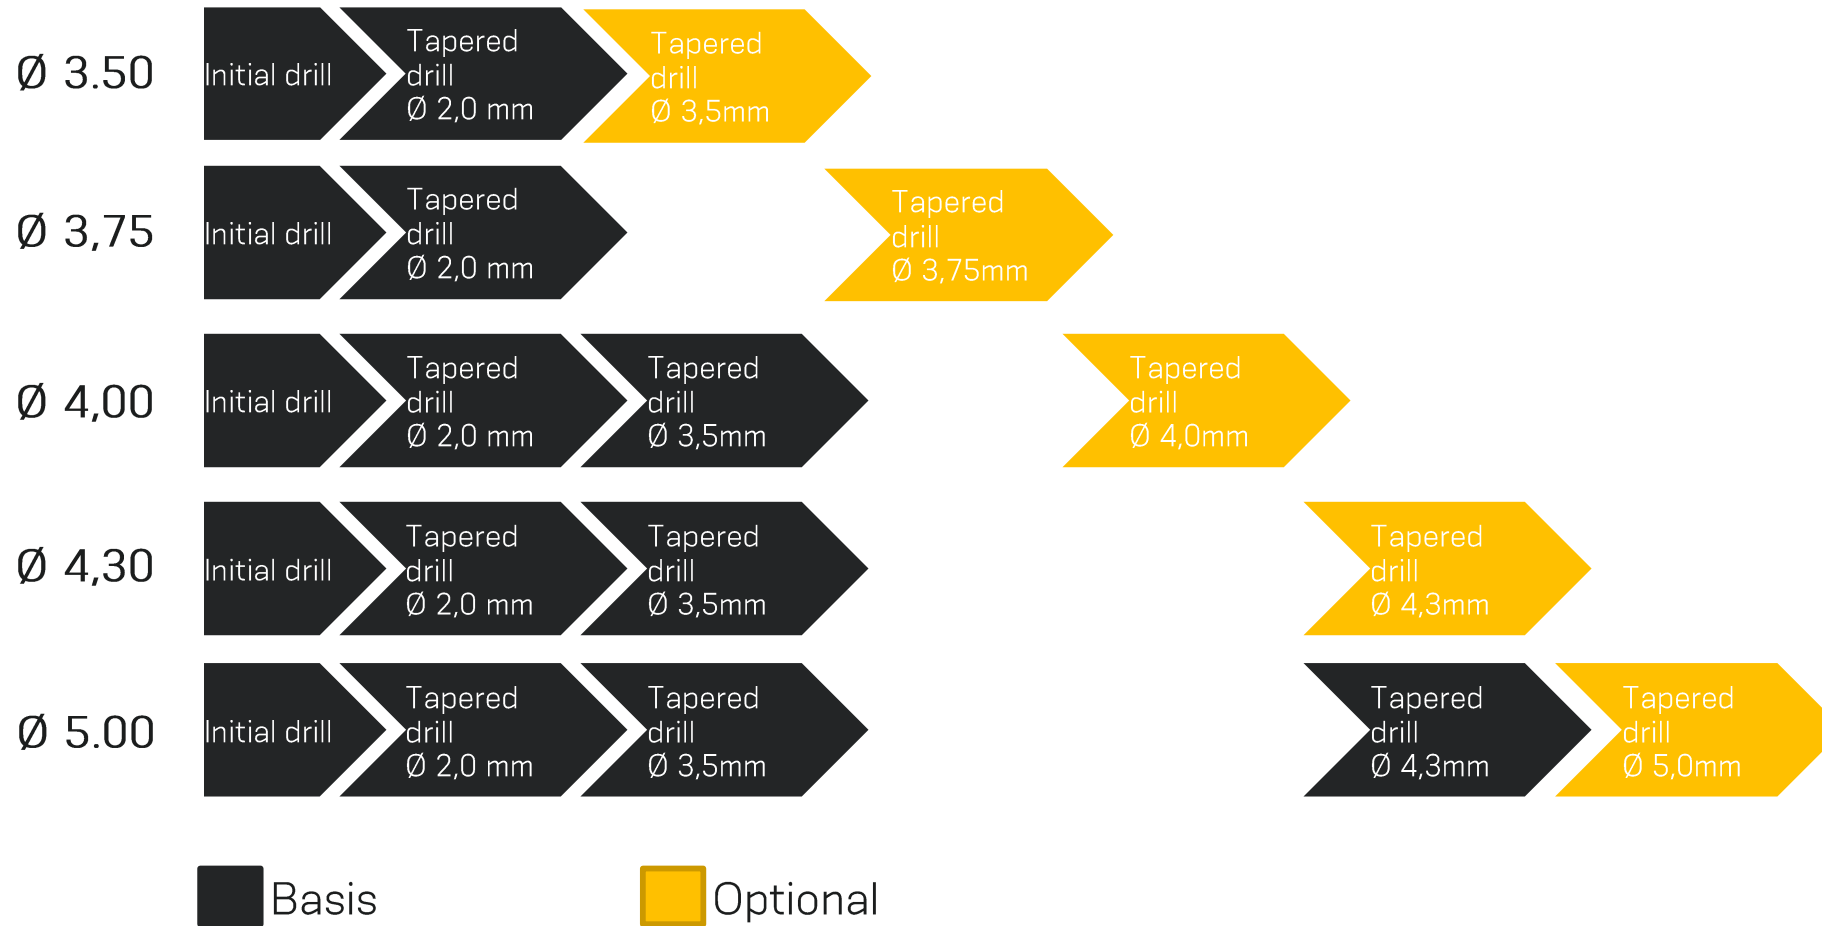 Ø 3.50
Initial drill
Tapered
drill
Ø 2,0 mm
Tapered
drill
Ø 3,5mm
Ø 3,75
Initial drill
Tapered
drill
Ø 2,0 mm
Tapered
drill
Ø 3,75mm
Ø 4,00
Initial drill
Tapered
drill
Ø 2,0 mm
Tapered
drill
Ø 3,5mm
Tapered
drill
Ø 4,0mm
Ø 4,30
Initial drill
Tapered
drill
Ø 2,0 mm
Tapered
drill
Ø 3,5mm
Tapered
drill
Ø 4,3mm
Ø 5.00
Initial drill
Tapered
drill
Ø 2,0 mm
Tapered
drill
Ø 3,5mm
Tapered
drill
Ø 4,3mm
Tapered
drill
Ø 5,0mm
Basis
Optional